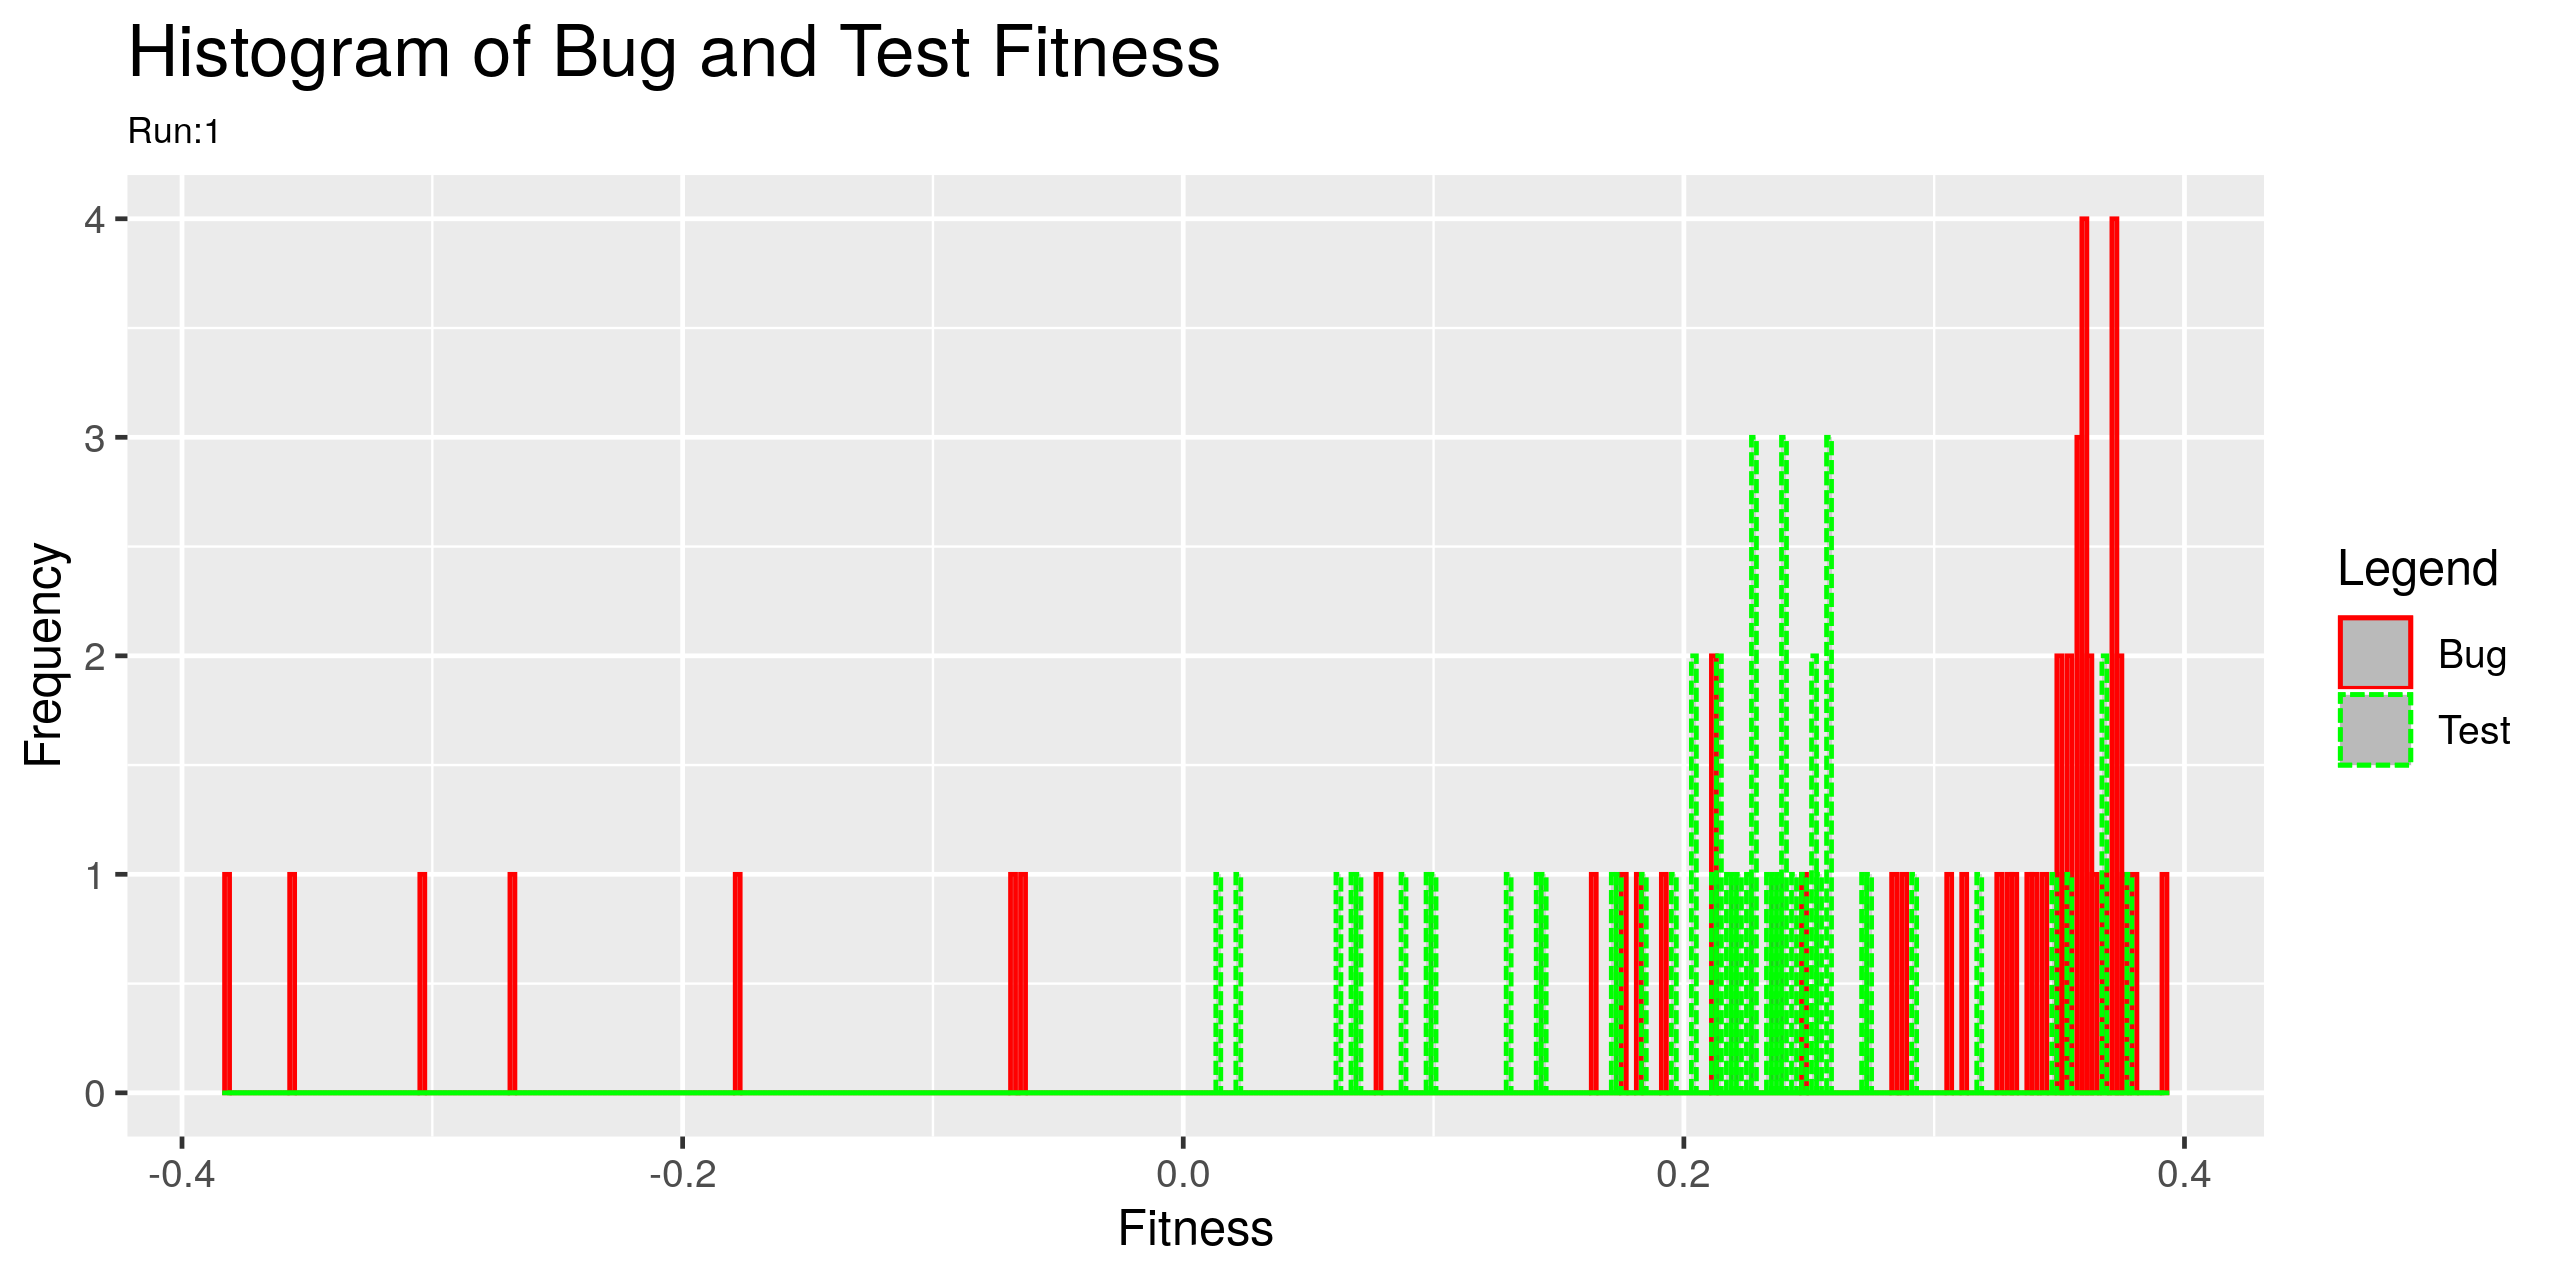 Histogram of Bug and Test Fitness
Run:1
4
3
2
1
0
Frequency
-0.4
-0.2
0.0
0.2
0.4
Fitness
Legend
Bug
Test